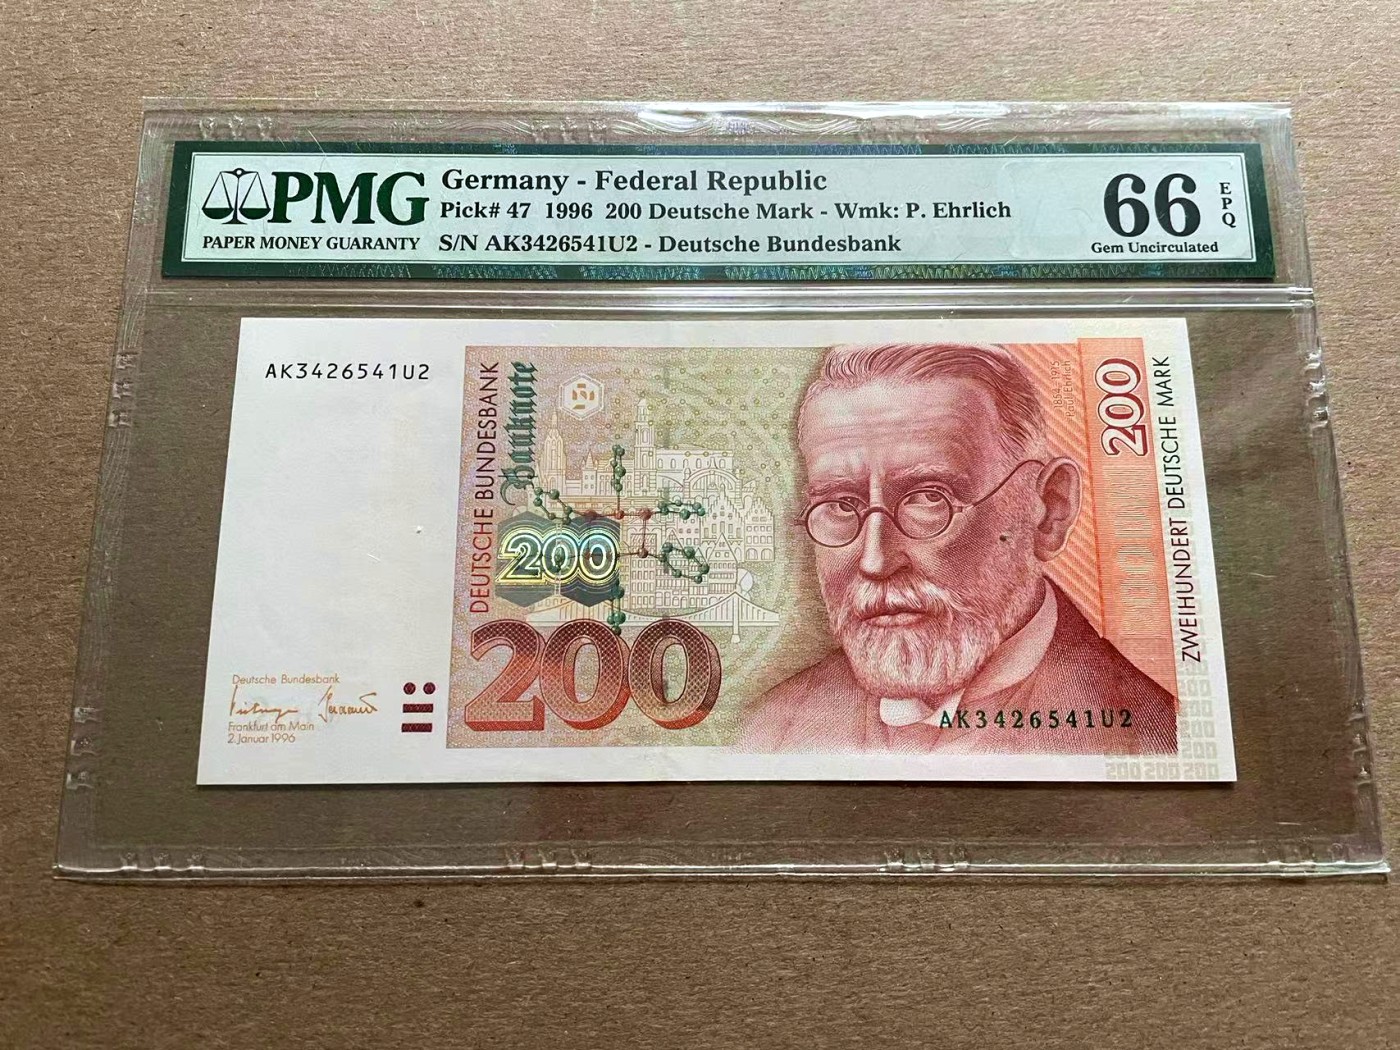 PMG
PAPER MONEY GUARANTY
Germany - Federal Republic
Pick# 47 1996 200 Deutsche Mark - Wmk: P. Ehrlich
S/N AK3426541U2 - Deutsche Bundesbank
66
EPQ
Gem Uncirculated
AK3426541U2
DEUTSCHE BUNDESBANK
Banknote
200
200
1854-1915
Paul Ehrlich
200
ZWEIHUNDERT DEUTSCHE MARK
Deutsche Bundesbank
Frankfurt am Main
2. Januar 1996
AK3426541U2
200 200 200